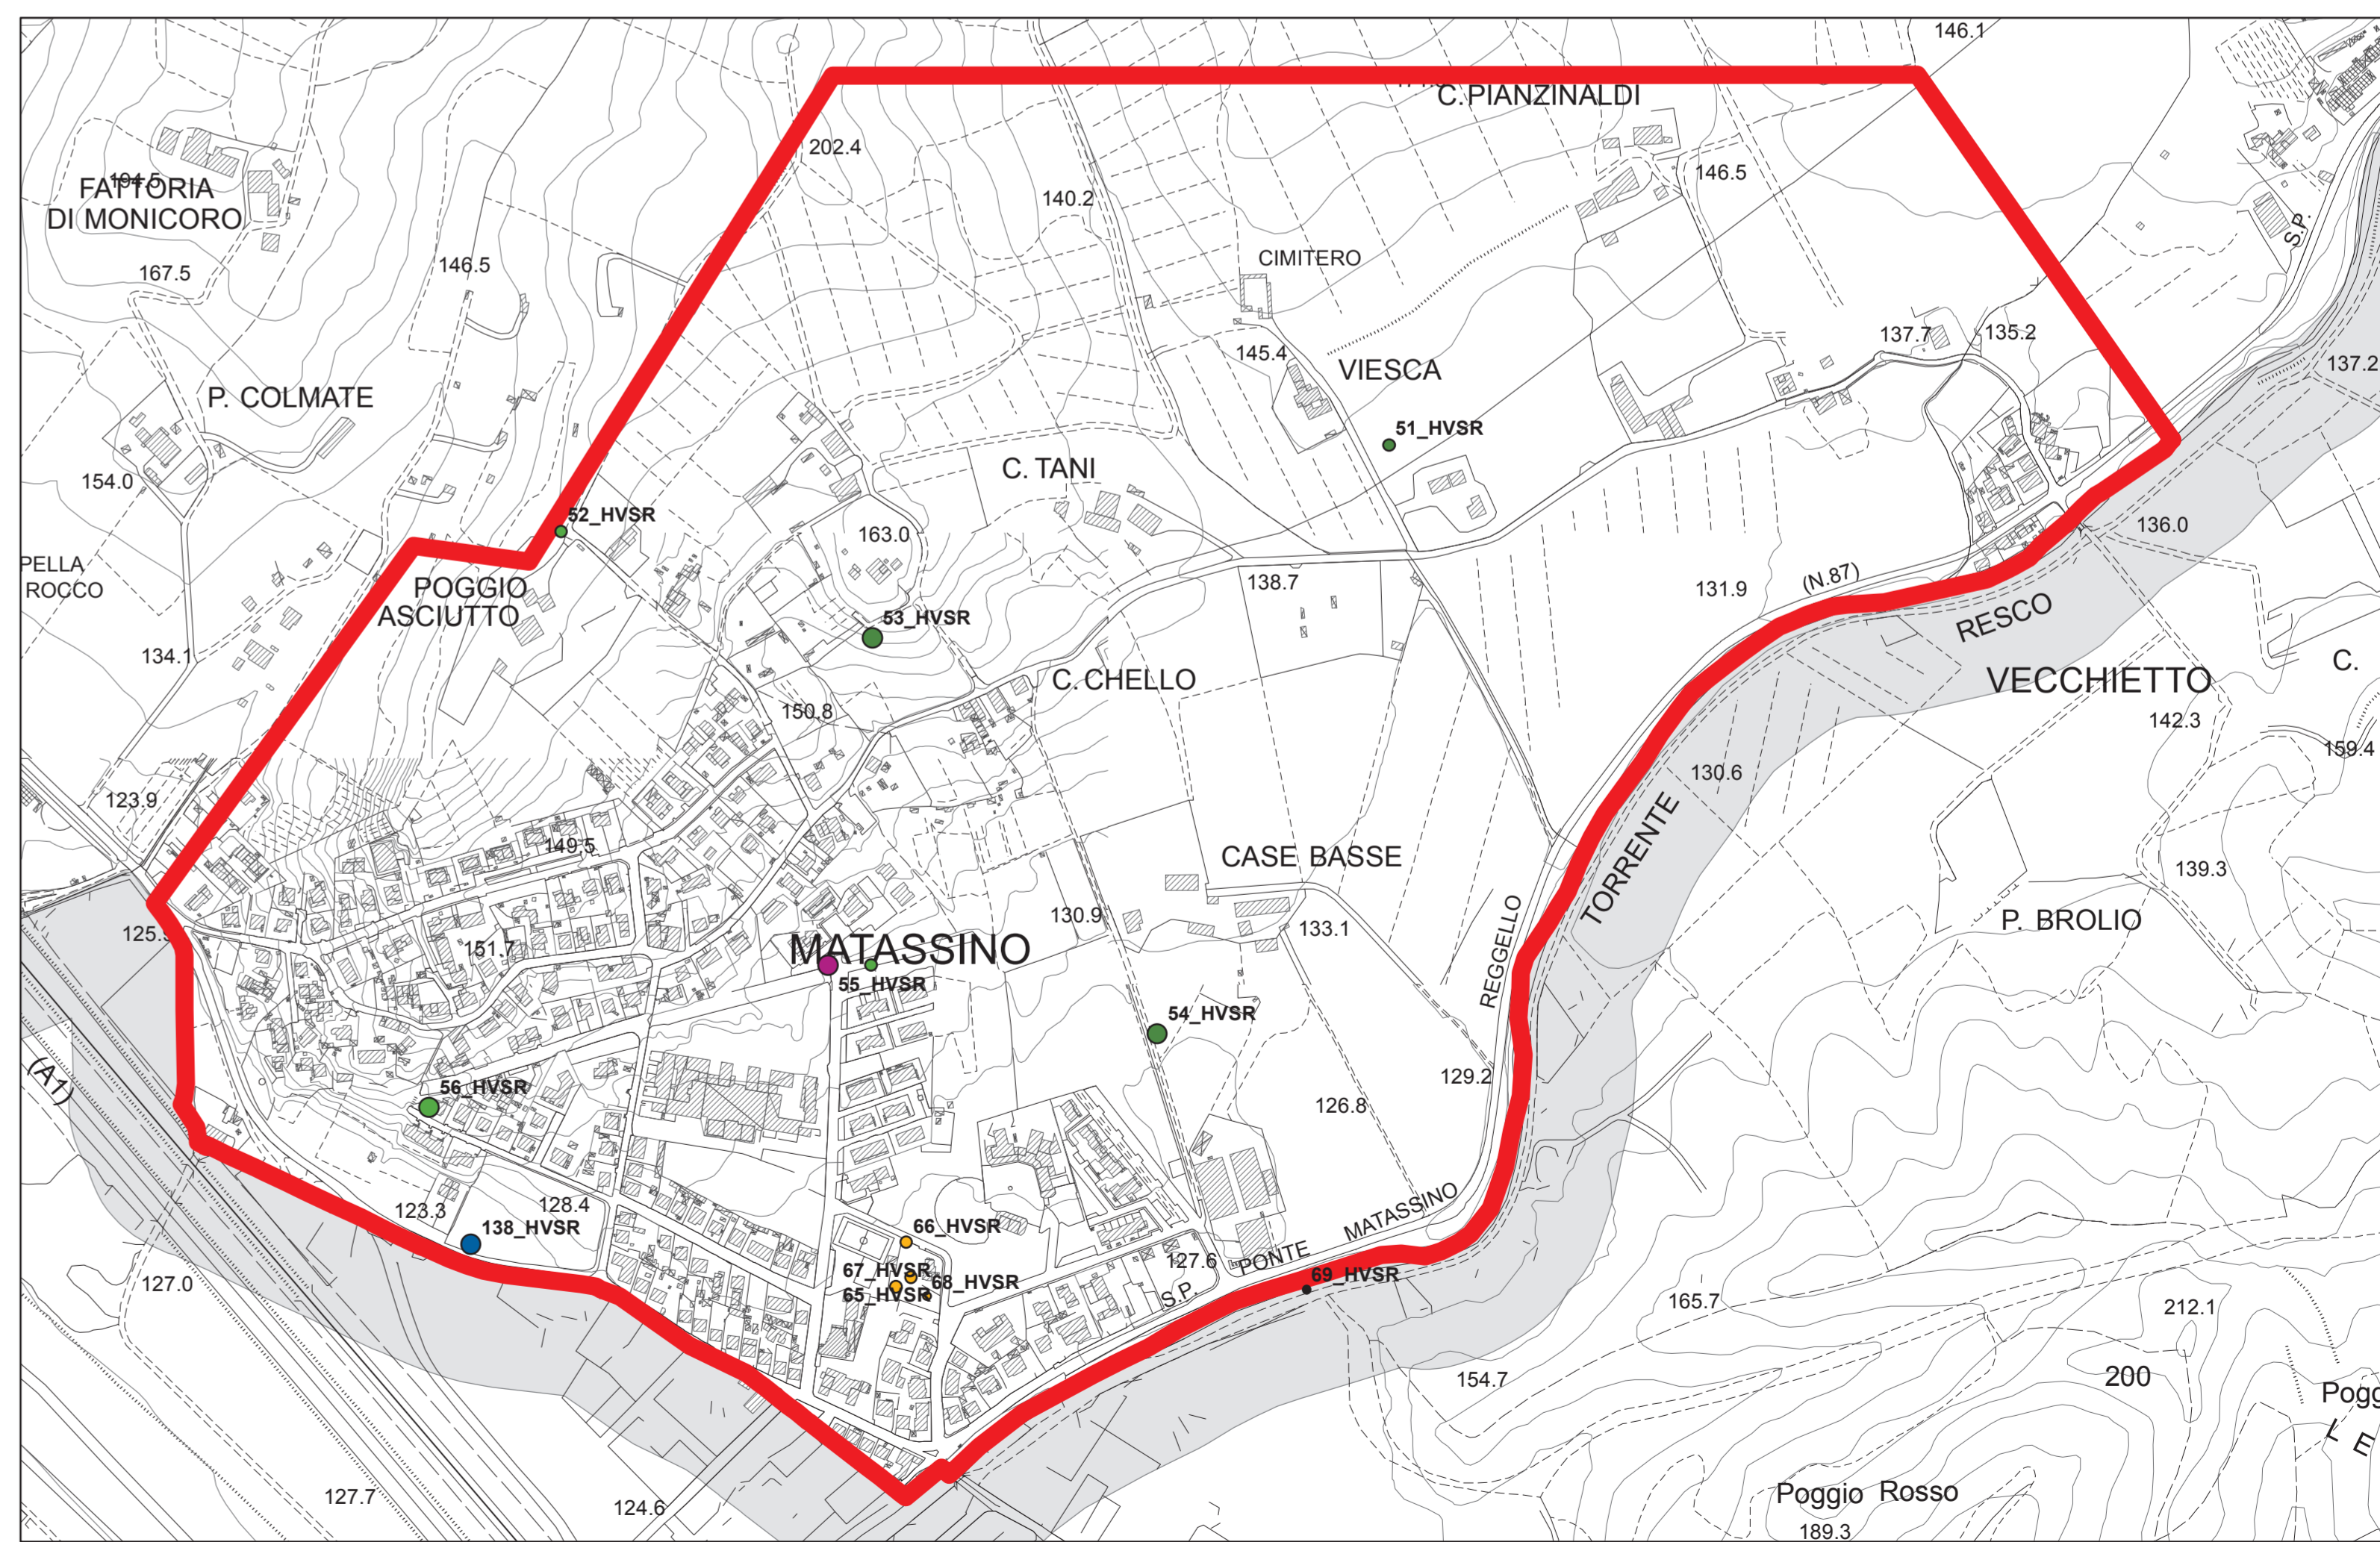 146.1
C. PIANZINALDI
202.4
194.5
FATTORIA
DI MONICORO
146.5
140.2
S.P.
CIMITERO
167.5
146.5
137.7
135.2
145.4
137.2
VIESCA
P. COLMATE
51_HVSR
C. TANI
154.0
52_HVSR
136.0
163.0
PELLA
ROCCO
138.7
(N.87)
131.9
POGGIO
ASCIUTTO
53_HVSR
RESCO
134.1
C.
C. CHELLO
VECCHIETTO
150.8
142.3
159.4
130.6
123.9
TORRENTE
149.5
CASE BASSE
139.3
130.9
133.1
P. BROLIO
125.
151.7
MATASSINO
REGGELLO
55_HVSR
54_HVSR
(A1)
129.2
56_HVSR
126.8
123.3
128.4
138_HVSR
66_HVSR
MATASSINO
PONTE
127.6
67_HVSR
68_HVSR
65_HVSR
69_HVSR
S.P.
127.0
165.7
212.1
154.7
200
Pogg
L E
127.7
124.6
Poggio Rosso
189.3